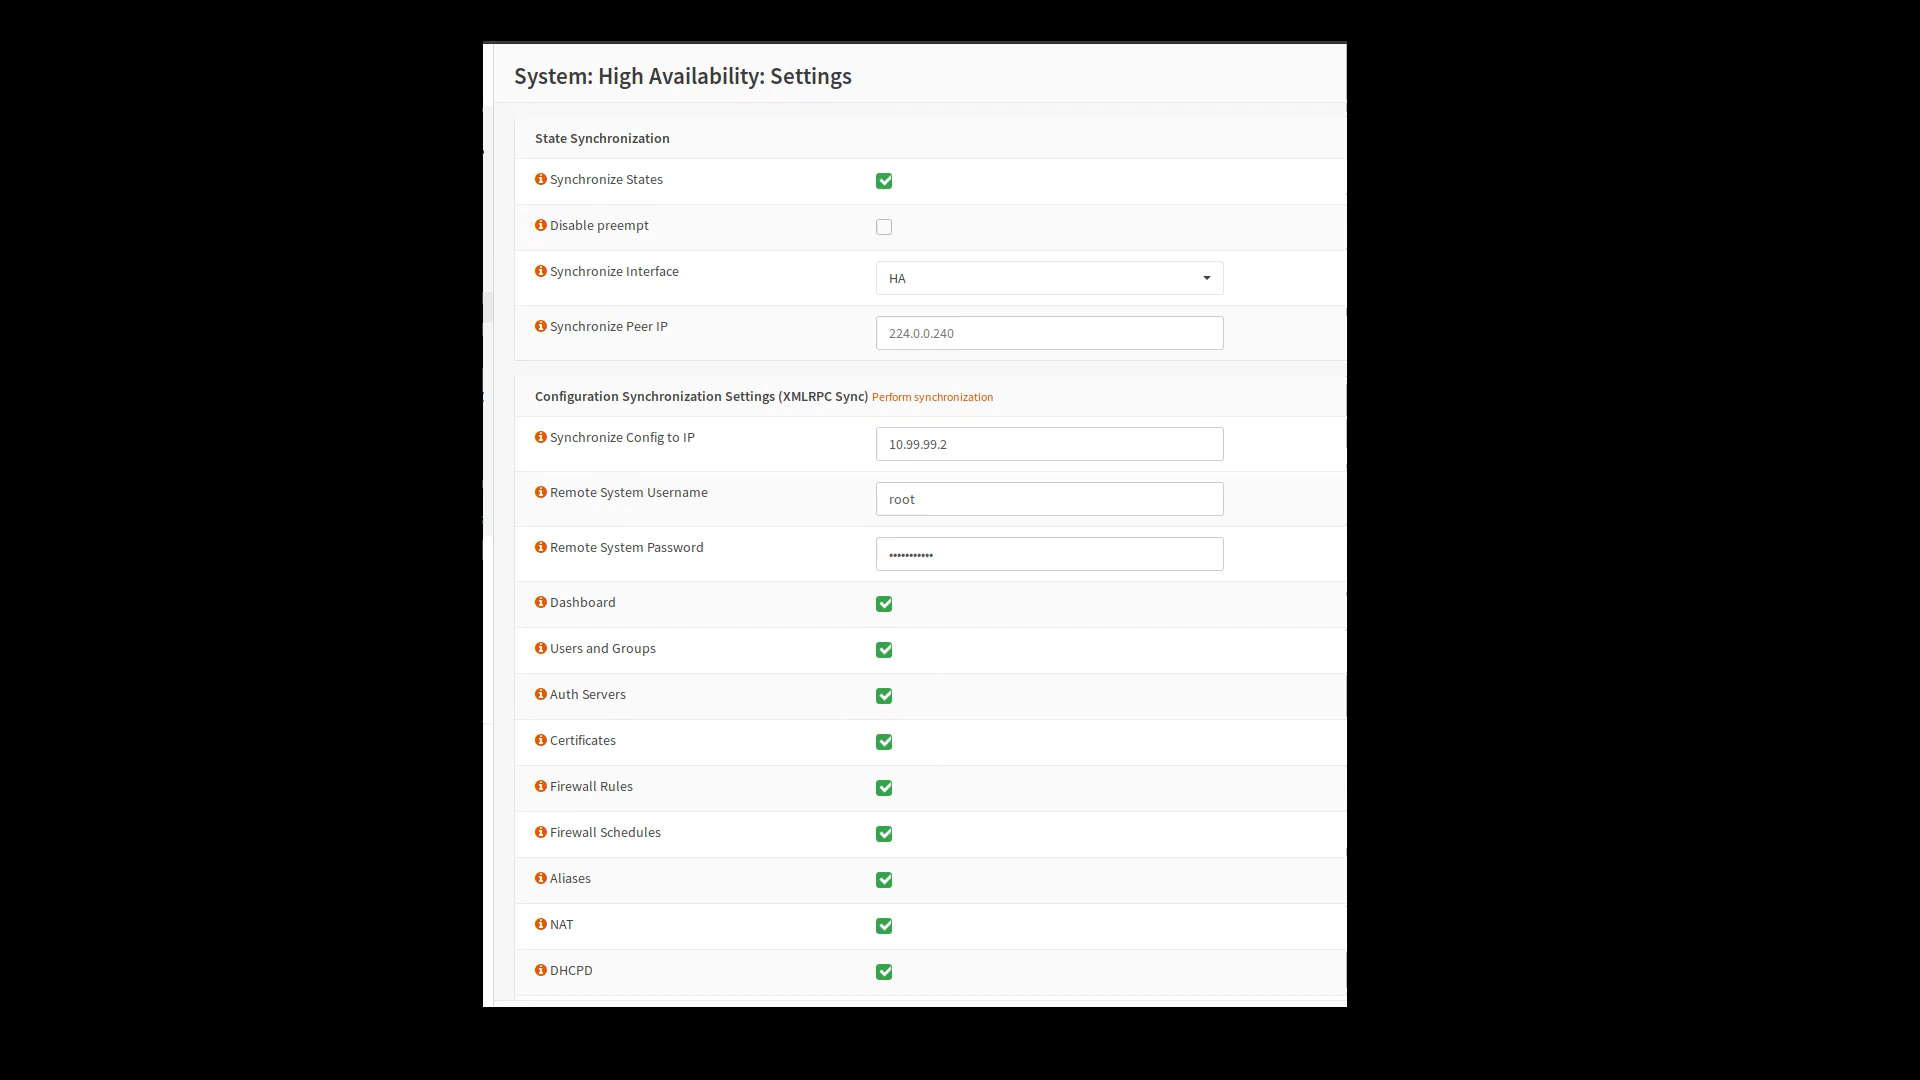 System: High Availability: Settings
State Synchronization
Synchronize States
Disable preempt
Synchronize Interface
HA
Synchronize Peer IP
224.0.0.240
Configuration Synchronization Settings (XMLRPC Sync) Perform synchronization
Synchronize Config to IP
10.99.99.2
Remote System Username
root
Remote System Password
•••••••••••
Dashboard
Users and Groups
Auth Servers
Certificates
Firewall Rules
Firewall Schedules
Aliases
NAT
DHCPD